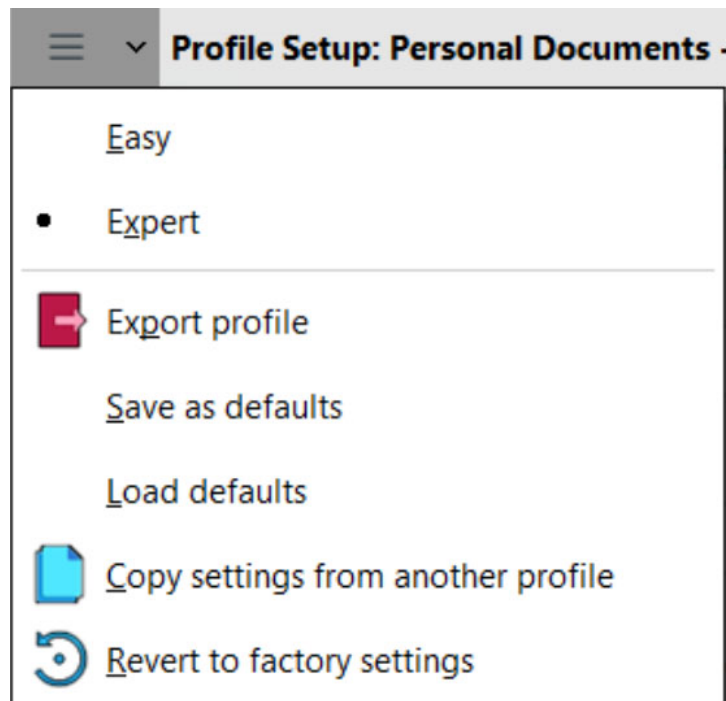 Profile Setup: Personal Documents -
Easy
Expert
Export profile
Save as defaults
Load defaults
Copy settings from another profile
Revert to factory settings